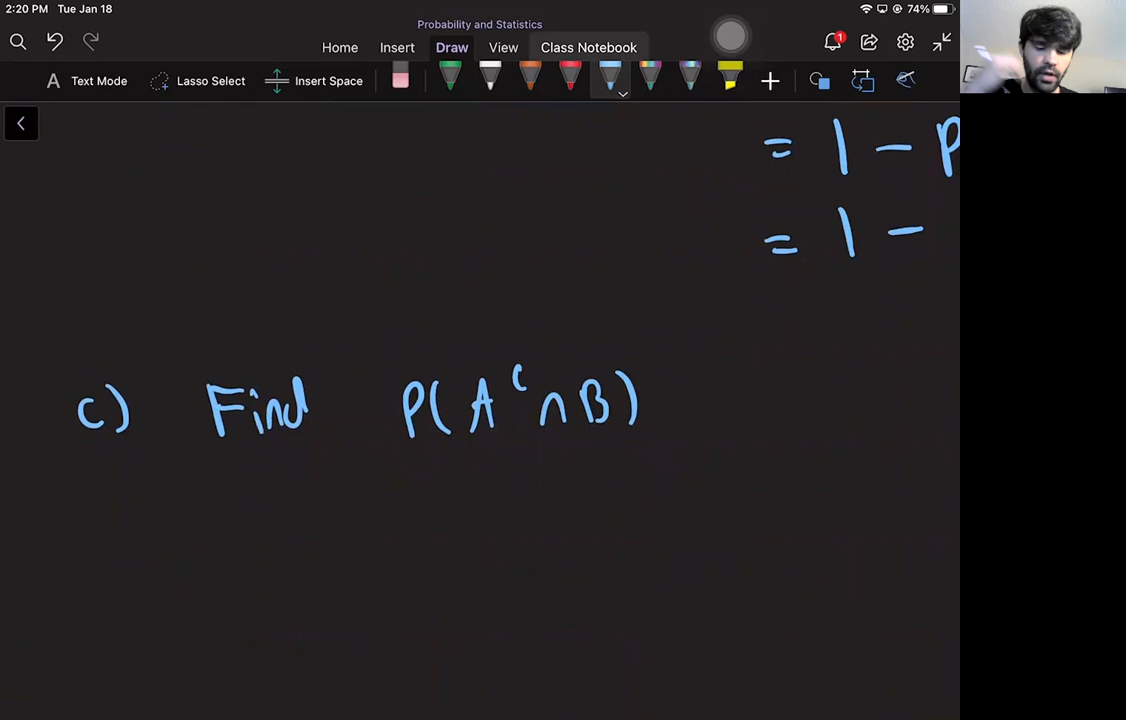 2:20 PM Tue Jan 18
74%
Probability and Statistics
Home Insert Draw View Class Notebook
1
A Text Mode Lasso Select Insert Space
= 1 - P
= 1 -
c) Find P(Aᶜ∩B)